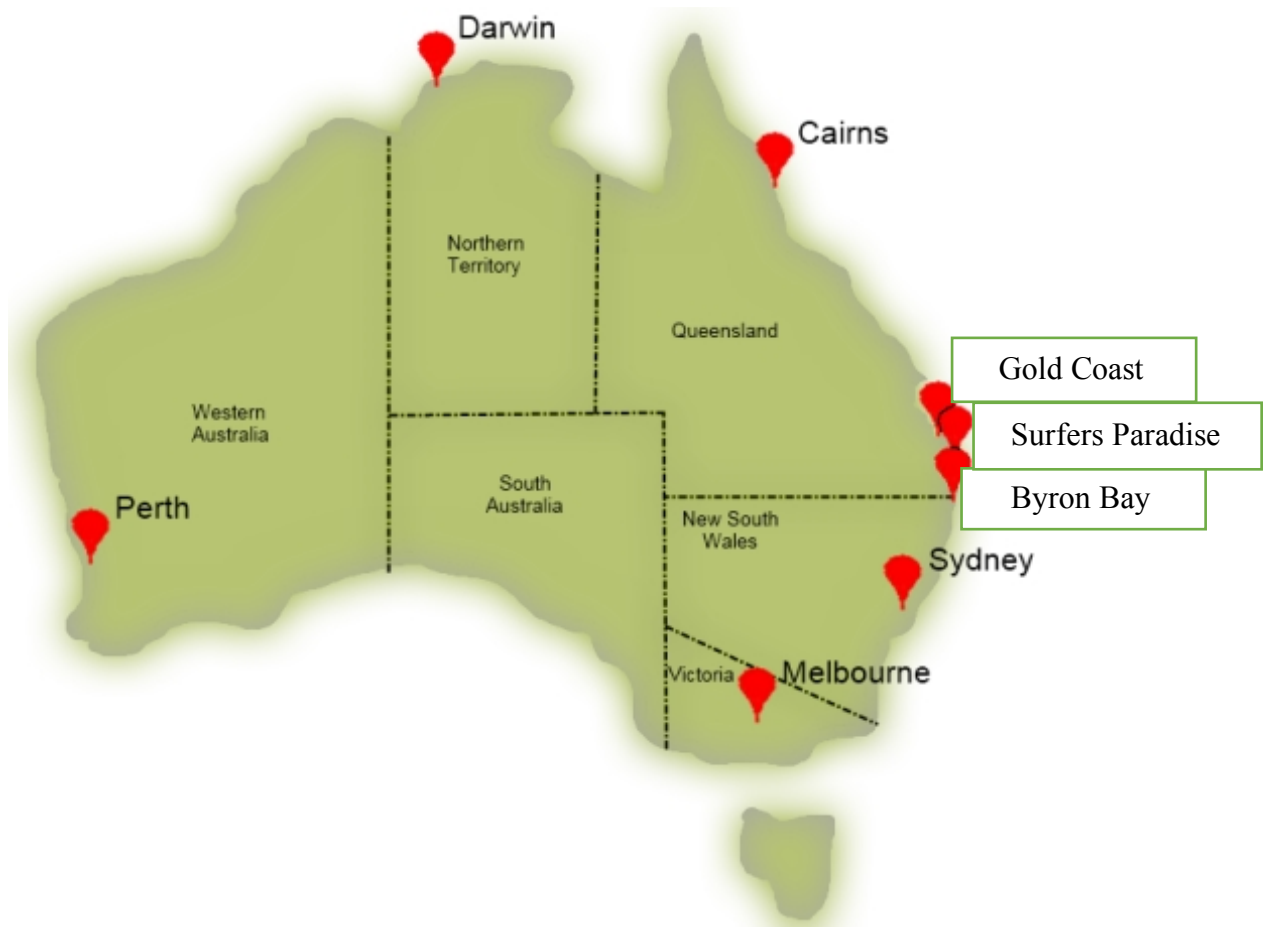 Darwin
Cairns
Northern
Territory
Queensland
Gold Coast
Western
Australia
Surfers Paradise
South
Australia
Byron Bay
Perth
New South
Wales
Sydney
Victoria
Melbourne